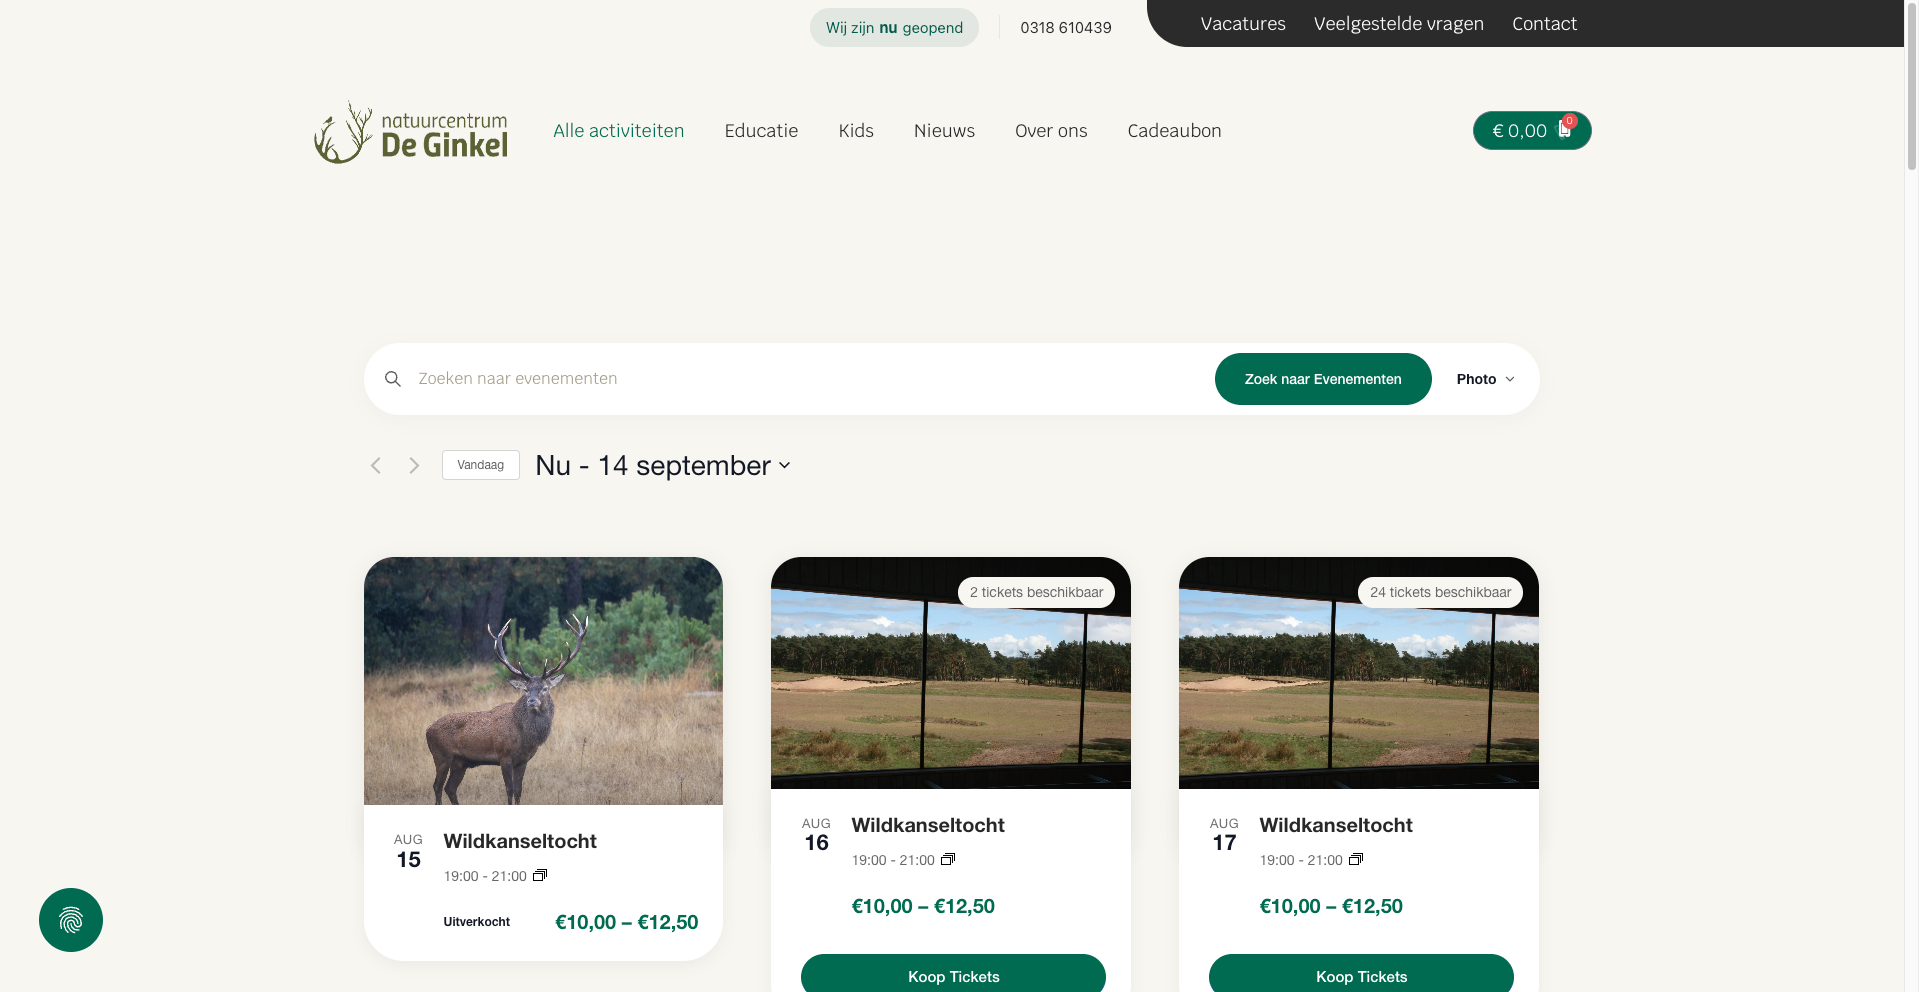 Wij zijn nu geopend
0318 610439
Vacatures
Veelgestelde vragen
Contact
natuurcentrum
De Ginkel
Alle activiteiten
Educatie
Kids
Nieuws
Over ons
Cadeaubon
€ 0,00
0
Zoeken naar evenementen
Zoek naar Evenementen
Photo
Vandaag
Nu - 14 september
AUG
15
Wildkanseltocht
19:00 - 21:00
Uitverkocht
€10,00 – €12,50
2 tickets beschikbaar
AUG
16
Wildkanseltocht
19:00 - 21:00
€10,00 – €12,50
Koop Tickets
24 tickets beschikbaar
AUG
17
Wildkanseltocht
19:00 - 21:00
€10,00 – €12,50
Koop Tickets